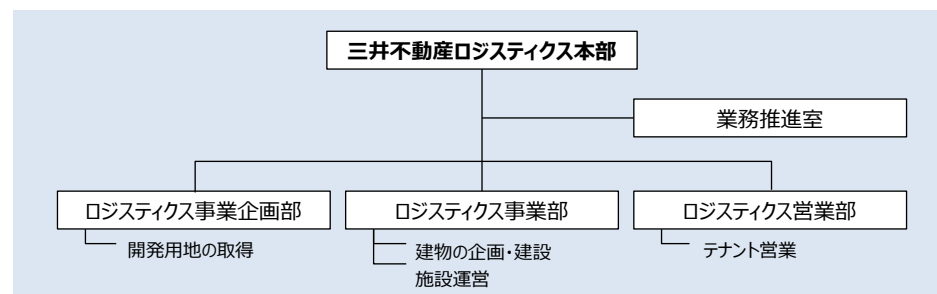 三井不動産ロジスティクス本部
業務推進室
ロジスティクス事業企画部
ロジスティクス事業部
ロジスティクス営業部
開発用地の取得
建物の企画・建設
施設運営
テナント営業